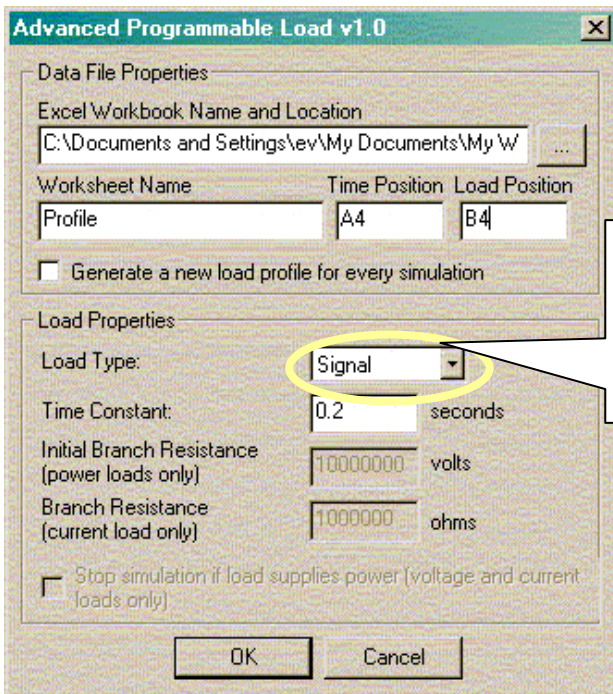 Advanced Programmable Load v1.0
Data File Properties
Excel Workbook Name and Location
C:\Documents and Settings\ev\My Documents\My W
...
Worksheet Name Time Position Load Position
Profile A4 B4
Generate a new load profile for every simulation
Load Properties
Load Type: Signal
Time Constant: 0.2 seconds
Initial Branch Resistance
(power loads only) 10000000 volts
Branch Resistance
(current load only) 1000000 ohms
Stop simulation if load supplies power (voltage and current
loads only)
OK Cancel